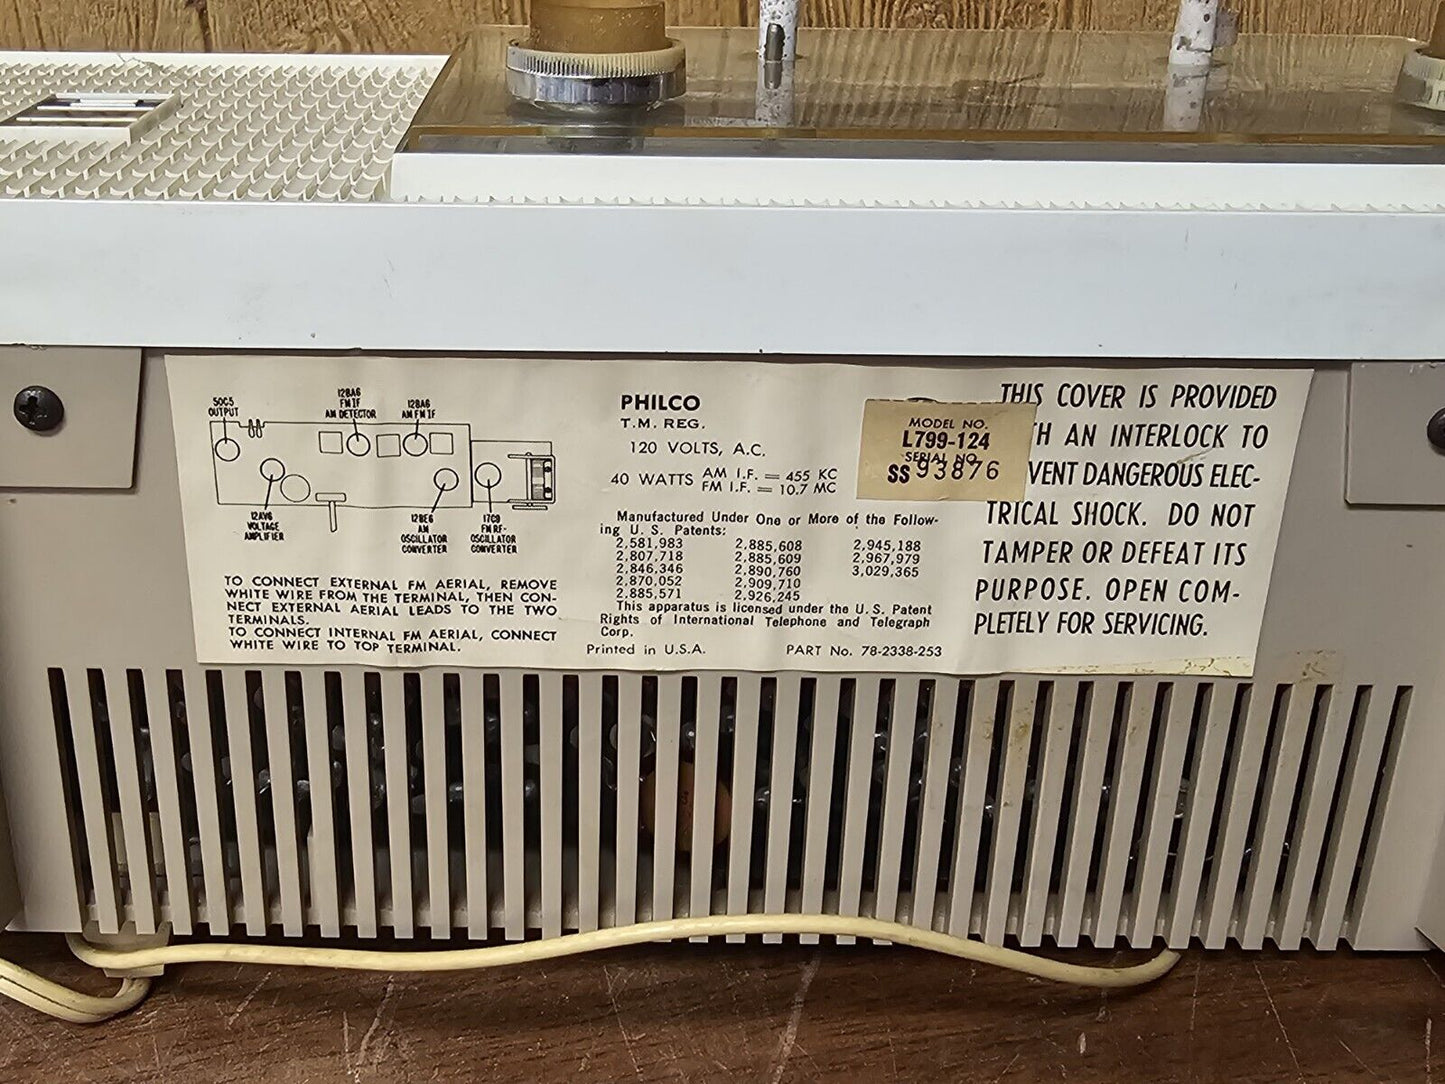 50C5
OUTPUT
12BA6
FM IF
AM DETECTOR
12BA6
AM FM IF
12AV6
VOLTAGE
AMPLIFIER
12BE6
AM
OSCILLATOR
CONVERTER
17C9
FM RF-
OSCILLATOR
CONVERTER
TO CONNECT EXTERNAL FM AERIAL, REMOVE
WHITE WIRE FROM THE TERMINAL, THEN CON-
NECT EXTERNAL AERIAL LEADS TO THE TWO
TERMINALS.
TO CONNECT INTERNAL FM AERIAL, CONNECT
WHITE WIRE TO TOP TERMINAL.
PHILCO
T.M. REG.
120 VOLTS, A.C.
40 WATTS AM I.F. = 455 KC
FM I.F. = 10.7 MC
Manufactured Under One or More of the Follow-
ing U. S. Patents:
2,581,983 2,885,608 2,945,188
2,807,718 2,885,609 2,967,979
2,846,346 2,890,760 3,029,365
2,870,052 2,909,710
2,885,571 2,926,245
This apparatus is licensed under the U. S. Patent
Rights of International Telephone and Telegraph
Corp.
Printed in U.S.A. PART No. 78-2338-253
MODEL NO.
L799-124
SERIAL NO.
SS 93876
THIS COVER IS PROVIDED
TH AN INTERLOCK TO
VENT DANGEROUS ELEC-
TRICAL SHOCK. DO NOT
TAMPER OR DEFEAT ITS
PURPOSE. OPEN COM-
PLETELY FOR SERVICING.